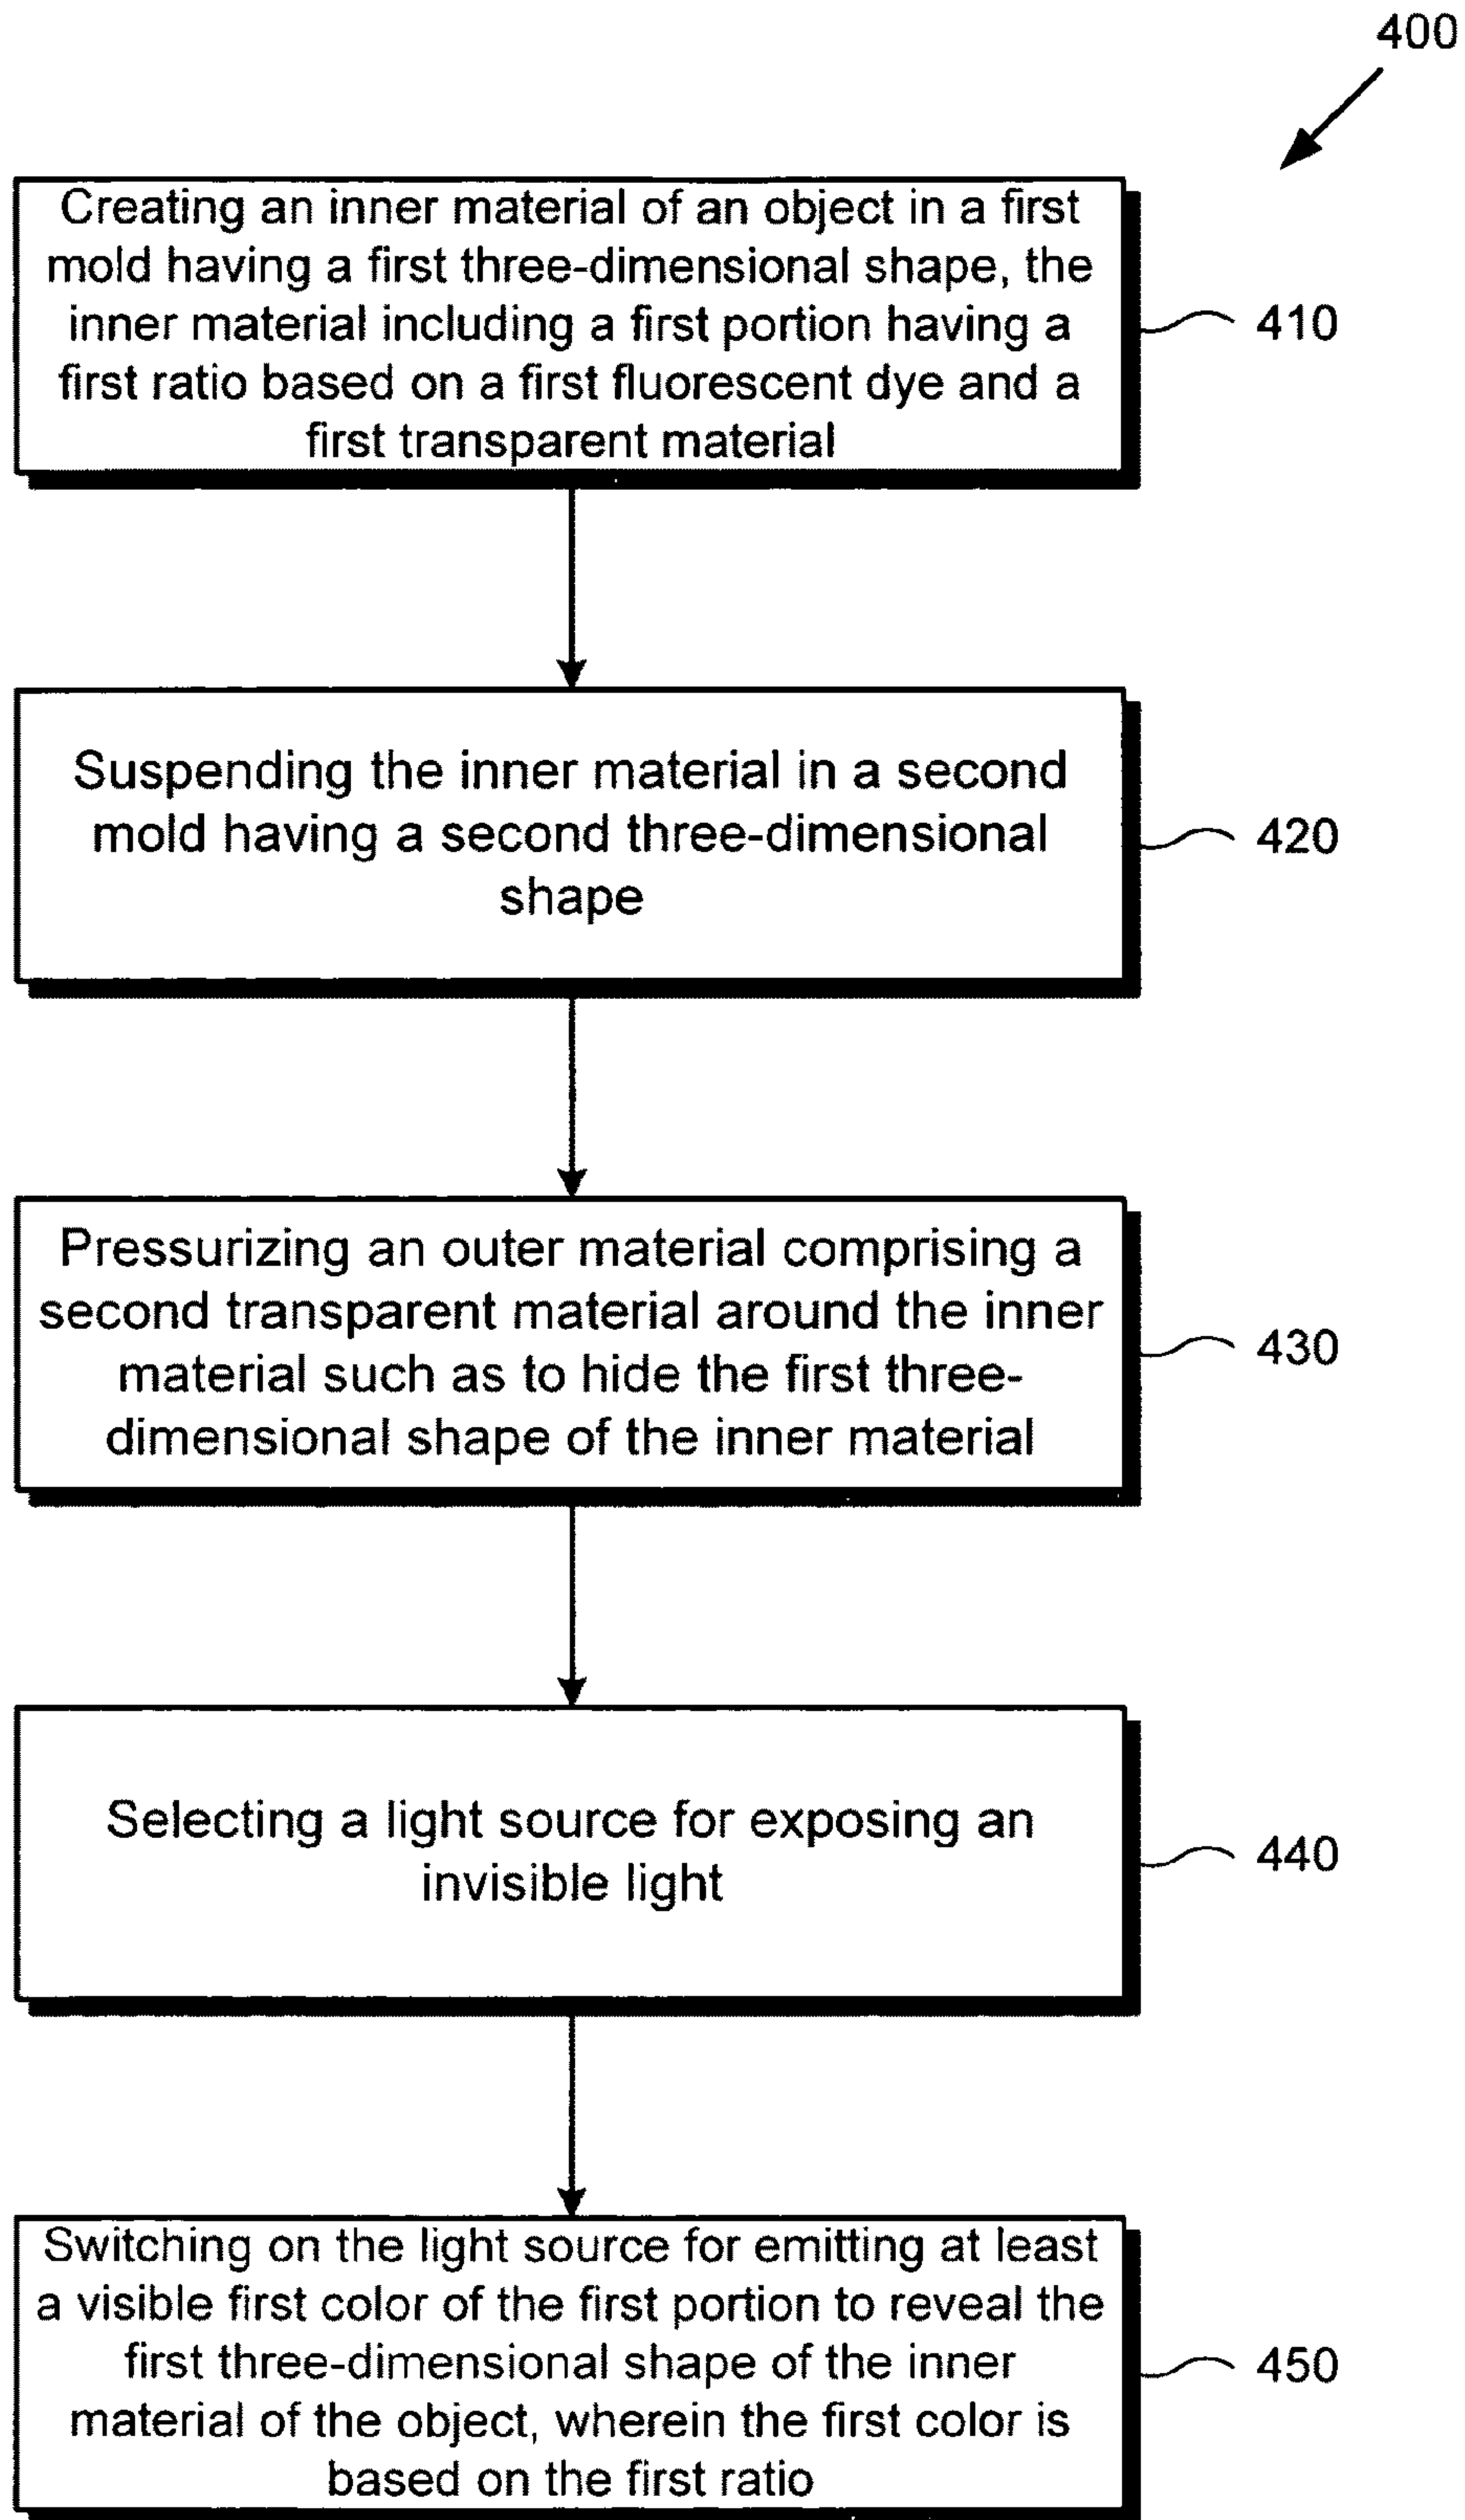 400
Creating an inner material of an object in a first
mold having a first three-dimensional shape, the
inner material including a first portion having a
first ratio based on a first fluorescent dye and a
first transparent material
410
Suspending the inner material in a second
mold having a second three-dimensional
shape
420
Pressurizing an outer material comprising a
second transparent material around the inner
material such as to hide the first three-
dimensional shape of the inner material
430
Selecting a light source for exposing an
invisible light
440
Switching on the light source for emitting at least
a visible first color of the first portion to reveal the
first three-dimensional shape of the inner
material of the object, wherein the first color is
based on the first ratio
450